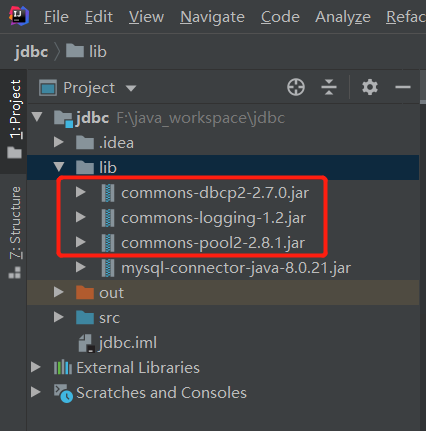 File Edit View Navigate Code Analyze Refac
jdbc lib
1: Project
Project
jdbc F:\java_workspace\jdbc
.idea
lib
commons-dbcp2-2.7.0.jar
commons-logging-1.2.jar
commons-pool2-2.8.1.jar
mysql-connector-java-8.0.21.jar
7: Structure
out
src
jdbc.iml
External Libraries
Scratches and Consoles